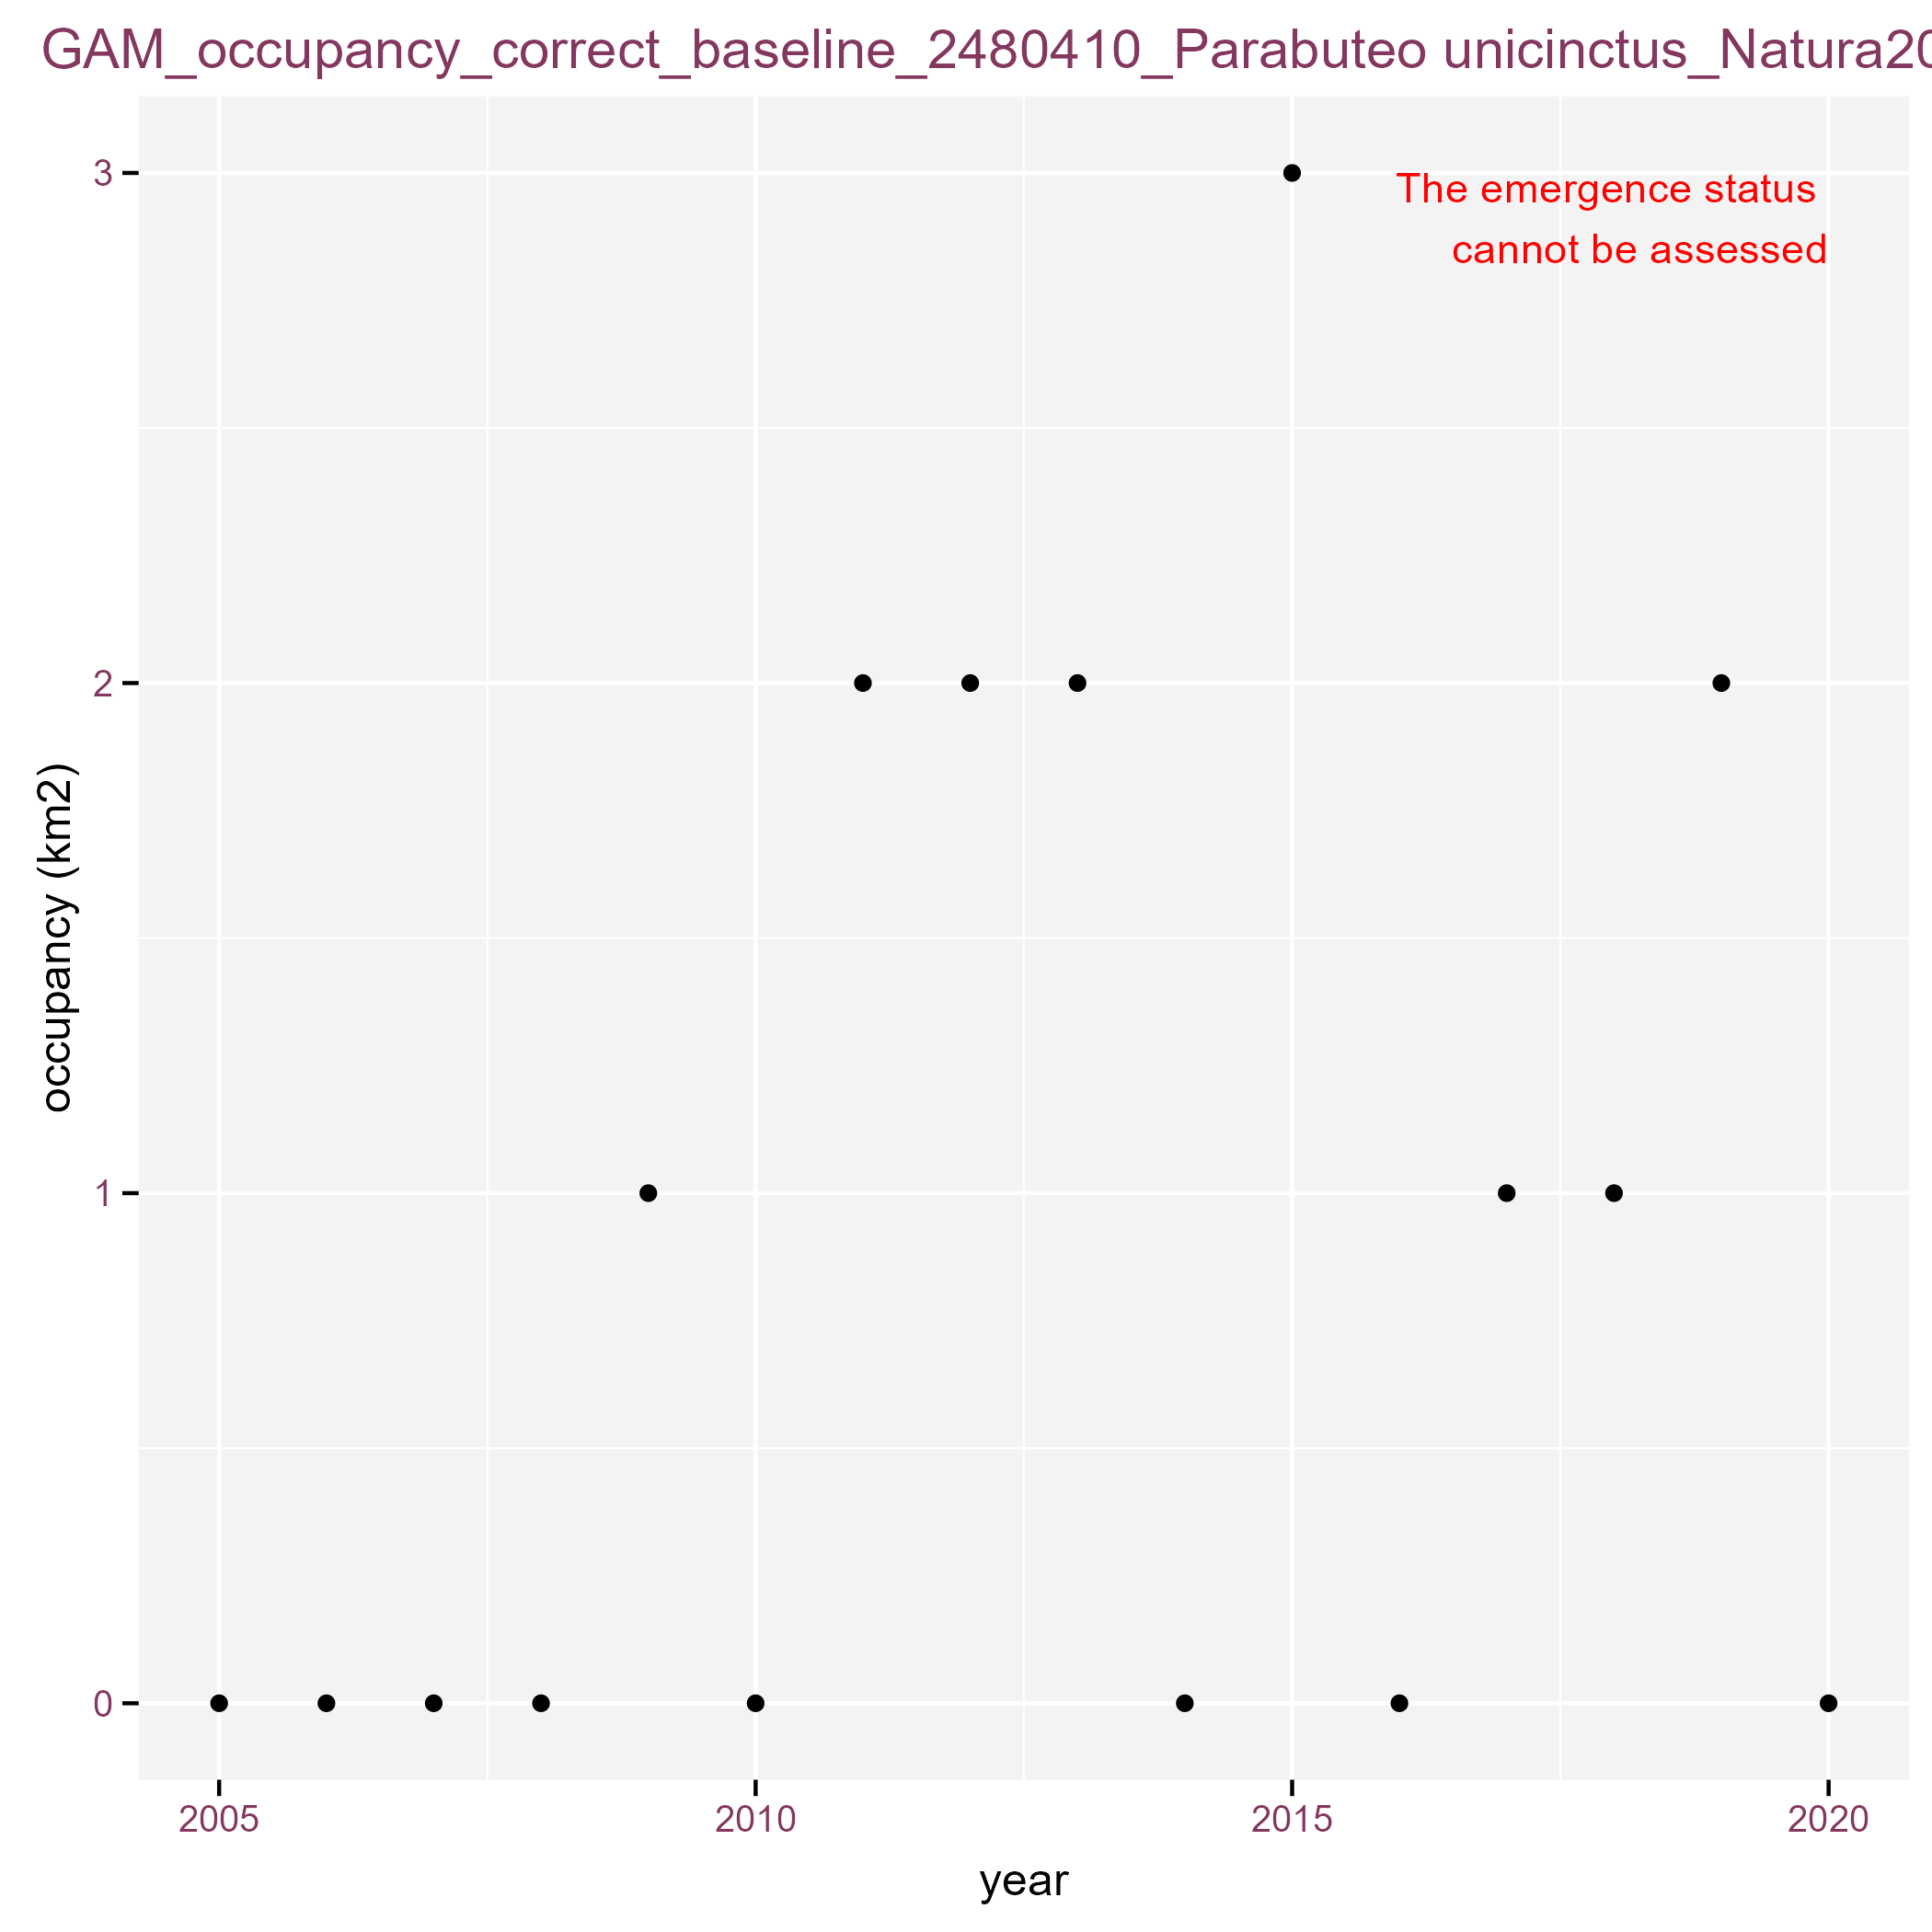 GAM_occupancy_correct_baseline_2480410_Parabuteo unicinctus_Natura20
3
The emergence status
cannot be assessed
2
occupancy (km2)
1
0
2005 2010 2015 2020
year